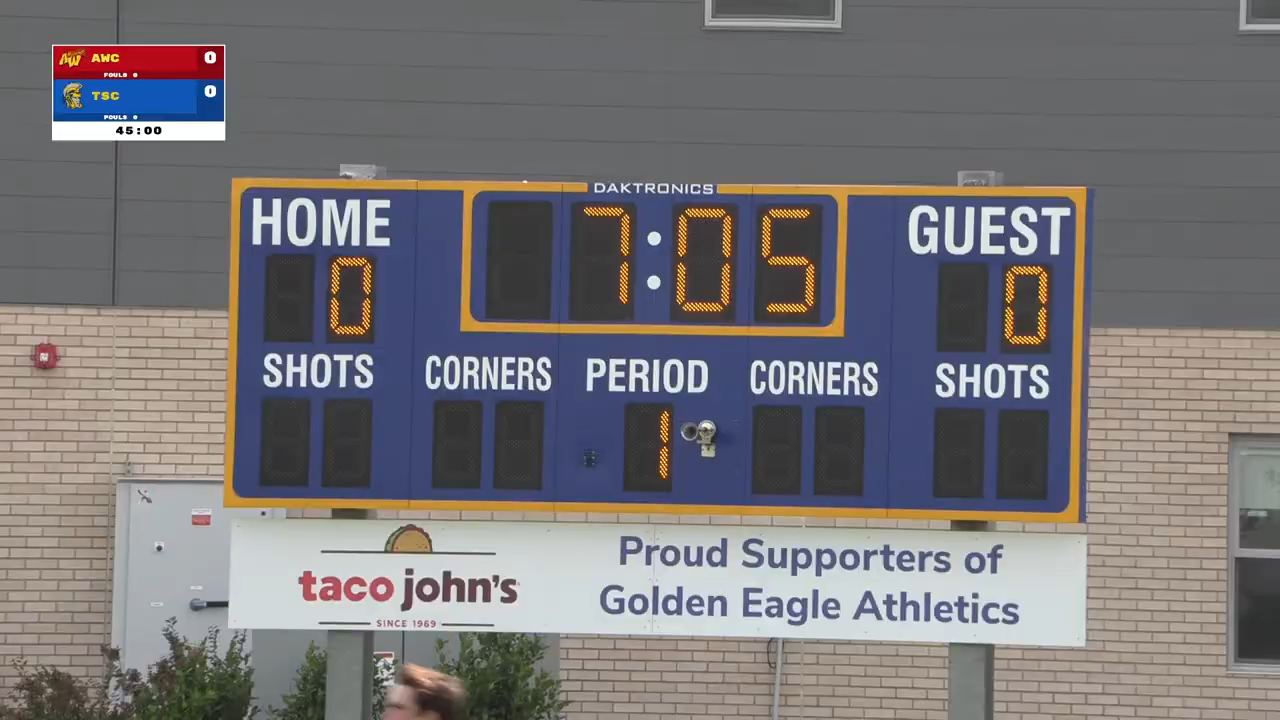 AWC 0
FOULS 0
TSC 0
FOULS 0
45:00
DAKTRONICS
HOME 7:05 GUEST
0 0
SHOTS CORNERS PERIOD CORNERS SHOTS
1
taco john's
SINCE 1969
Proud Supporters of
Golden Eagle Athletics